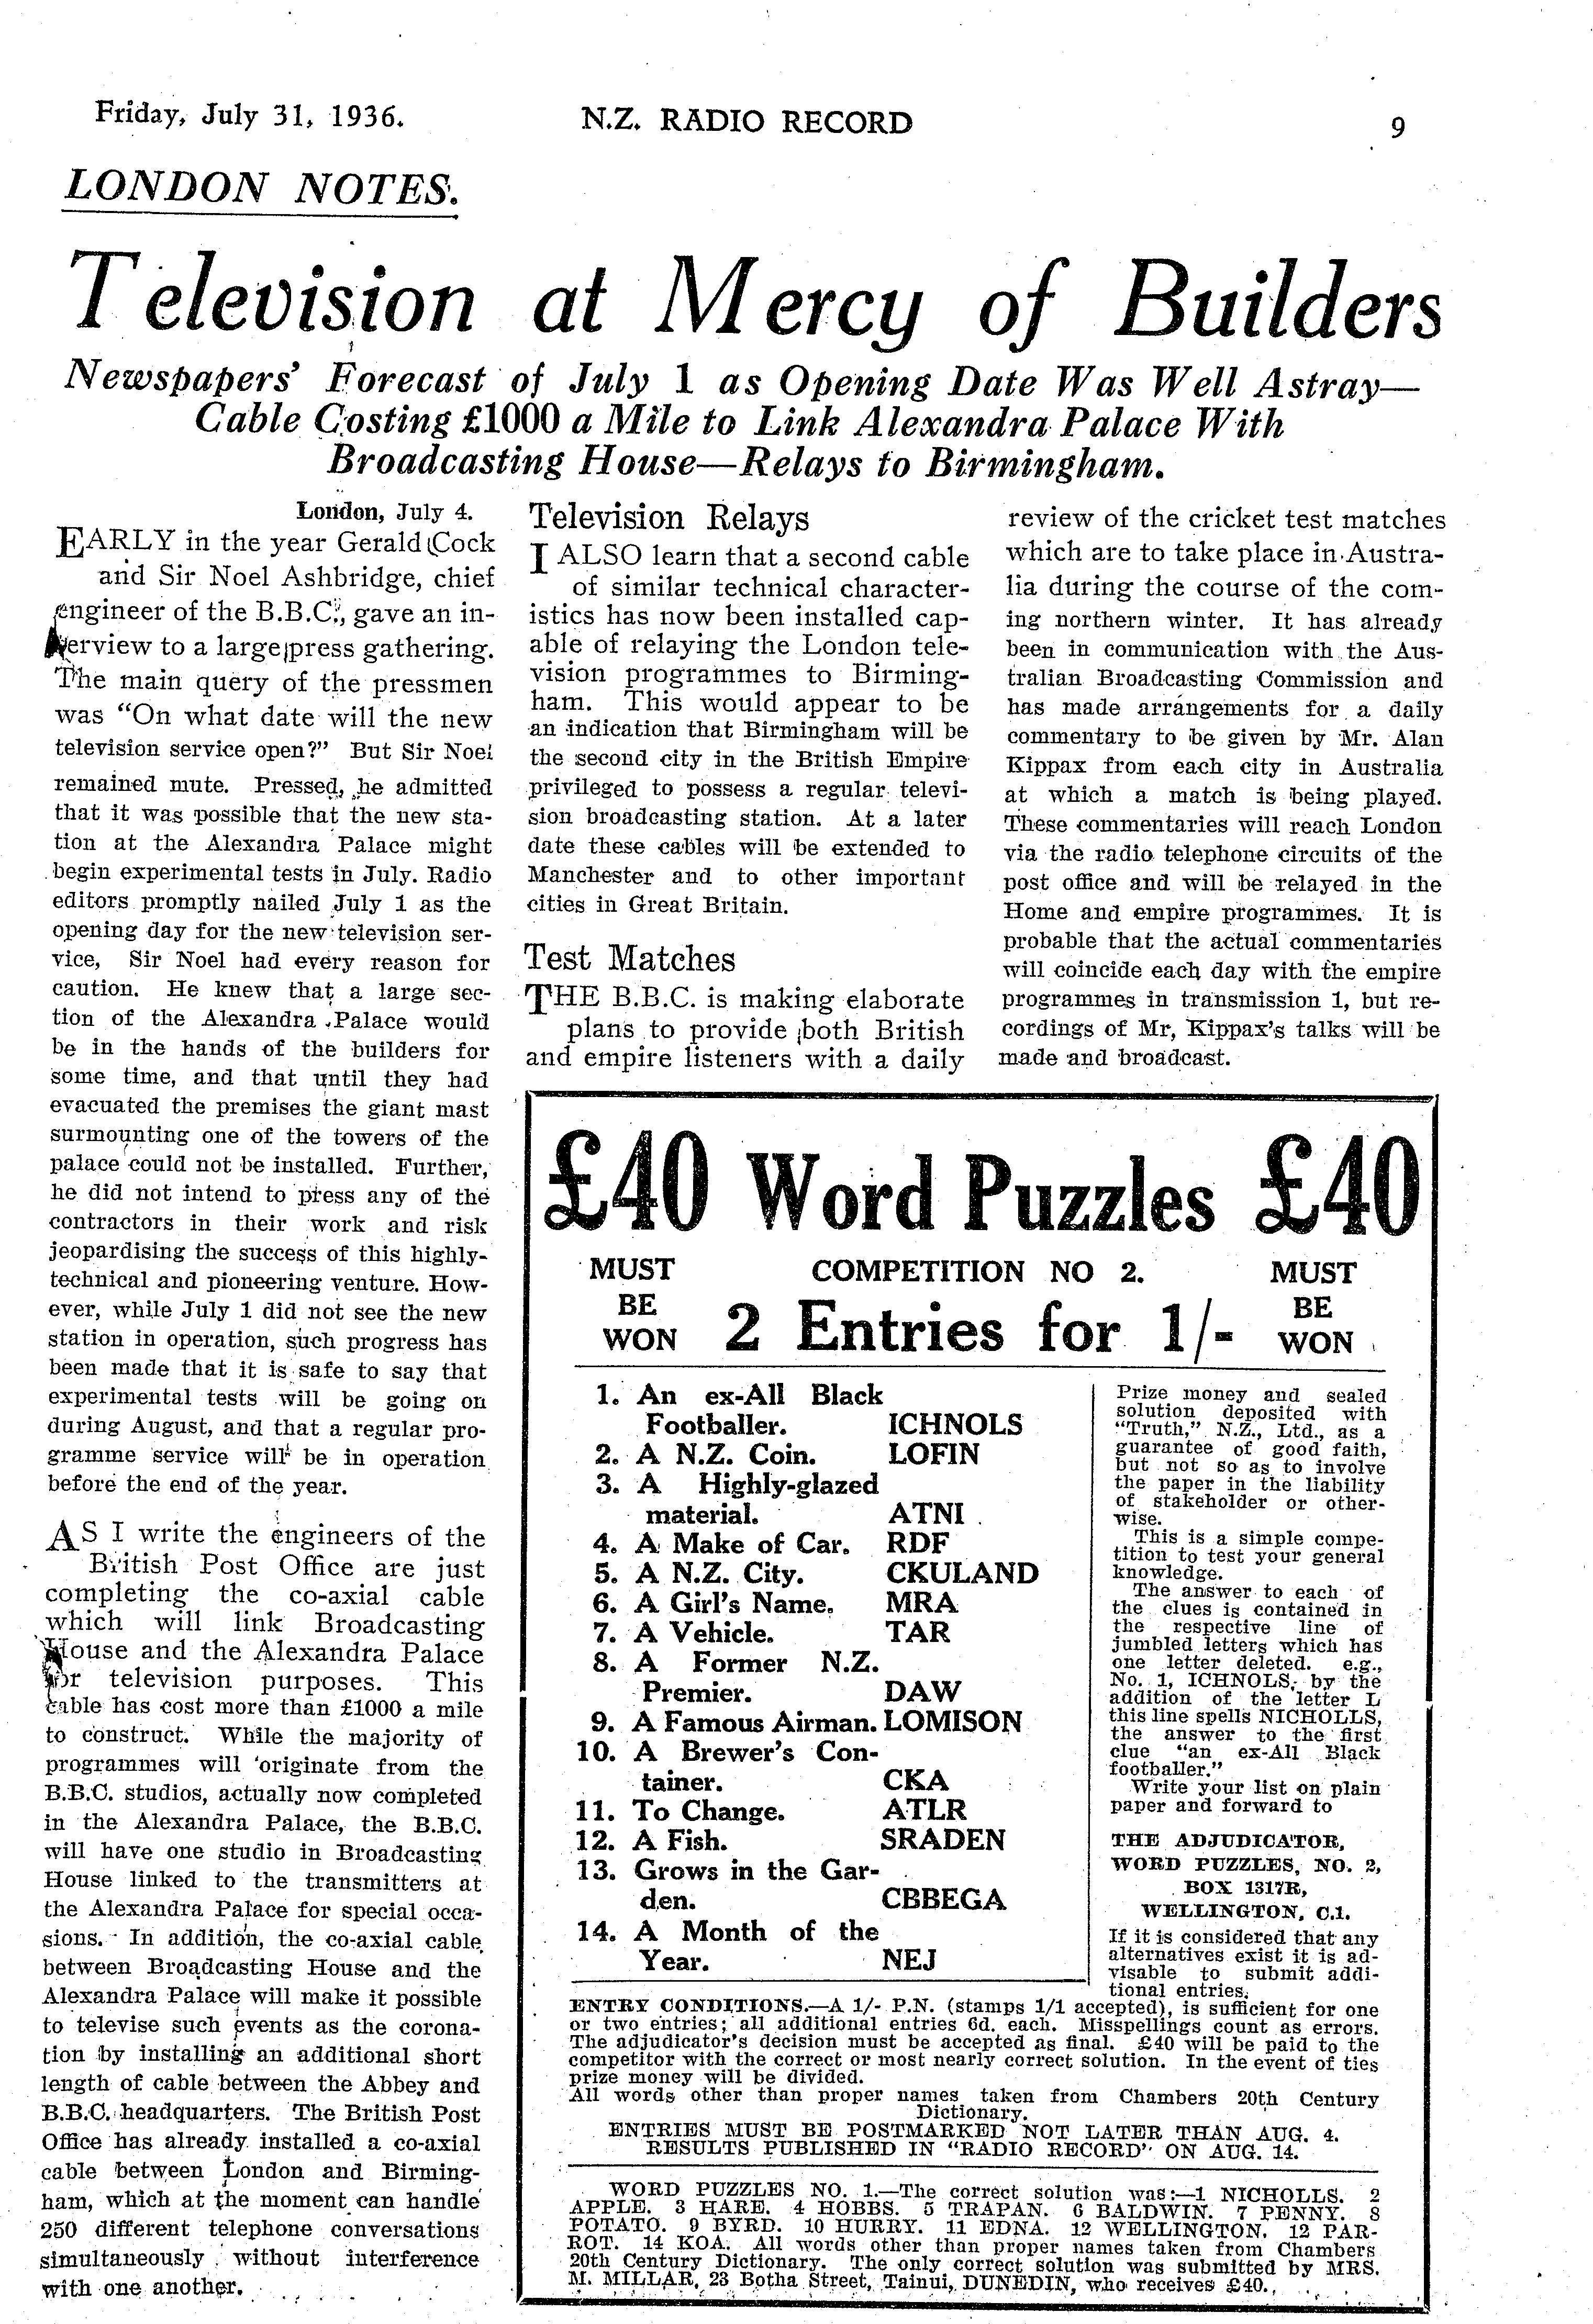 Friday, July 31, 1936.
N.Z. RADIO RECORD
9
LONDON NOTES.
Television at Mercy of Builders
Newspapers' Forecast of July 1 as Opening Date Was Well Astray—
Cable Costing £1000 a Mile to Link Alexandra Palace With
Broadcasting House—Relays to Birmingham.
London, July 4.
EARLY in the year Gerald Cock
and Sir Noel Ashbridge, chief
engineer of the B.B.C., gave an in-
terview to a large press gathering.
The main query of the pressmen
was "On what date will the new
television service open?" But Sir Noel
remained mute. Pressed, he admitted
that it was possible that the new sta-
tion at the Alexandra Palace might
begin experimental tests in July. Radio
editors promptly nailed July 1 as the
opening day for the new television ser-
vice, Sir Noel had every reason for
caution. He knew that a large sec-
tion of the Alexandra Palace would
be in the hands of the builders for
some time, and that until they had
evacuated the premises the giant mast
surmounting one of the towers of the
palace could not be installed. Further,
he did not intend to press any of the
contractors in their work and risk
jeopardising the success of this highly-
technical and pioneering venture. How-
ever, while July 1 did not see the new
station in operation, such progress has
been made that it is safe to say that
experimental tests will be going on
during August, and that a regular pro-
gramme service will be in operation
before the end of the year.
AS I write the engineers of the
British Post Office are just
completing the co-axial cable
which will link Broadcasting
House and the Alexandra Palace
for television purposes. This
cable has cost more than £1000 a mile
to construct. While the majority of
programmes will originate from the
B.B.C. studios, actually now completed
in the Alexandra Palace, the B.B.C.
will have one studio in Broadcasting
House linked to the transmitters at
the Alexandra Palace for special occa-
sions. In addition, the co-axial cable
between Broadcasting House and the
Alexandra Palace will make it possible
to televise such events as the corona-
tion by installing an additional short
length of cable between the Abbey and
B.B.C. headquarters. The British Post
Office has already installed a co-axial
cable between London and Birming-
ham, which at the moment can handle
250 different telephone conversations
simultaneously without interference
with one another.
Television Relays
I ALSO learn that a second cable
of similar technical character-
istics has now been installed cap-
able of relaying the London tele-
vision programmes to Birming-
ham. This would appear to be
an indication that Birmingham will be
the second city in the British Empire
privileged to possess a regular televi-
sion broadcasting station. At a later
date these cables will be extended to
Manchester and to other important
cities in Great Britain.
Test Matches
THE B.B.C. is making elaborate
plans to provide both British
and empire listeners with a daily
review of the cricket test matches
which are to take place in Austra-
lia during the course of the com-
ing northern winter. It has already
been in communication with the Aus-
tralian Broadcasting Commission and
has made arrangements for a daily
commentary to be given by Mr. Alan
Kippax from each city in Australia
at which a match is being played.
These commentaries will reach London
via the radio telephone circuits of the
post office and will be relayed in the
Home and empire programmes. It is
probable that the actual commentaries
will coincide each day with the empire
programmes in transmission 1, but re-
cordings of Mr, Kippax's talks will be
made and broadcast.
£40 Word Puzzles £40
MUST BE WON
COMPETITION NO 2.
2 Entries for 1/-
MUST BE WON
1. An ex-All Black
Footballer. ICHNOLS
2. A N.Z. Coin. LOFIN
3. A Highly-glazed
material. ATNI
4. A Make of Car. RDF
5. A N.Z. City. CKULAND
6. A Girl's Name. MRA
7. A Vehicle. TAR
8. A Former N.Z.
Premier. DAW
9. A Famous Airman. LOMISON
10. A Brewer's Con-
tainer. CKA
11. To Change. ATLR
12. A Fish. SRADEN
13. Grows in the Gar-
den. CBBEGA
14. A Month of the
Year. NEJ
Prize money and sealed
solution deposited with
"Truth," N.Z., Ltd., as a
guarantee of good faith,
but not so as to involve
the paper in the liability
of stakeholder or other-
wise.
This is a simple compe-
tition to test your general
knowledge.
The answer to each of
the clues is contained in
the respective line of
jumbled letters which has
one letter deleted. e.g.,
No. 1, ICHNOLS, by the
addition of the letter L
this line spells NICHOLLS,
the answer to the first
clue "an ex-All Black
footballer."
Write your list on plain
paper and forward to
THE ADJUDICATOR,
WORD PUZZLES, NO. 2,
BOX 1317R,
WELLINGTON, C.1.
If it is considered that any
alternatives exist it is ad-
visable to submit addi-
tional entries.
ENTRY CONDITIONS.—A 1/- P.N. (stamps 1/1 accepted), is sufficient for one
or two entries; all additional entries 6d. each. Misspellings count as errors.
The adjudicator's decision must be accepted as final. £40 will be paid to the
competitor with the correct or most nearly correct solution. In the event of ties
prize money will be divided.
All words other than proper names taken from Chambers 20th Century
Dictionary.
ENTRIES MUST BE POSTMARKED NOT LATER THAN AUG. 4.
RESULTS PUBLISHED IN "RADIO RECORD" ON AUG. 14.
WORD PUZZLES NO. 1.—The correct solution was:—1 NICHOLLS. 2
APPLE. 3 HARE. 4 HOBBS. 5 TRAPAN. 6 BALDWIN. 7 PENNY. 8
POTATO. 9 BYRD. 10 HURRY. 11 EDNA. 12 WELLINGTON. 12 PAR-
ROT. 14 KOA. All words other than proper names taken from Chambers
20th Century Dictionary. The only correct solution was submitted by MRS.
M. MILLAR, 23 Botha Street, Tainui, DUNEDIN, who receives £40.